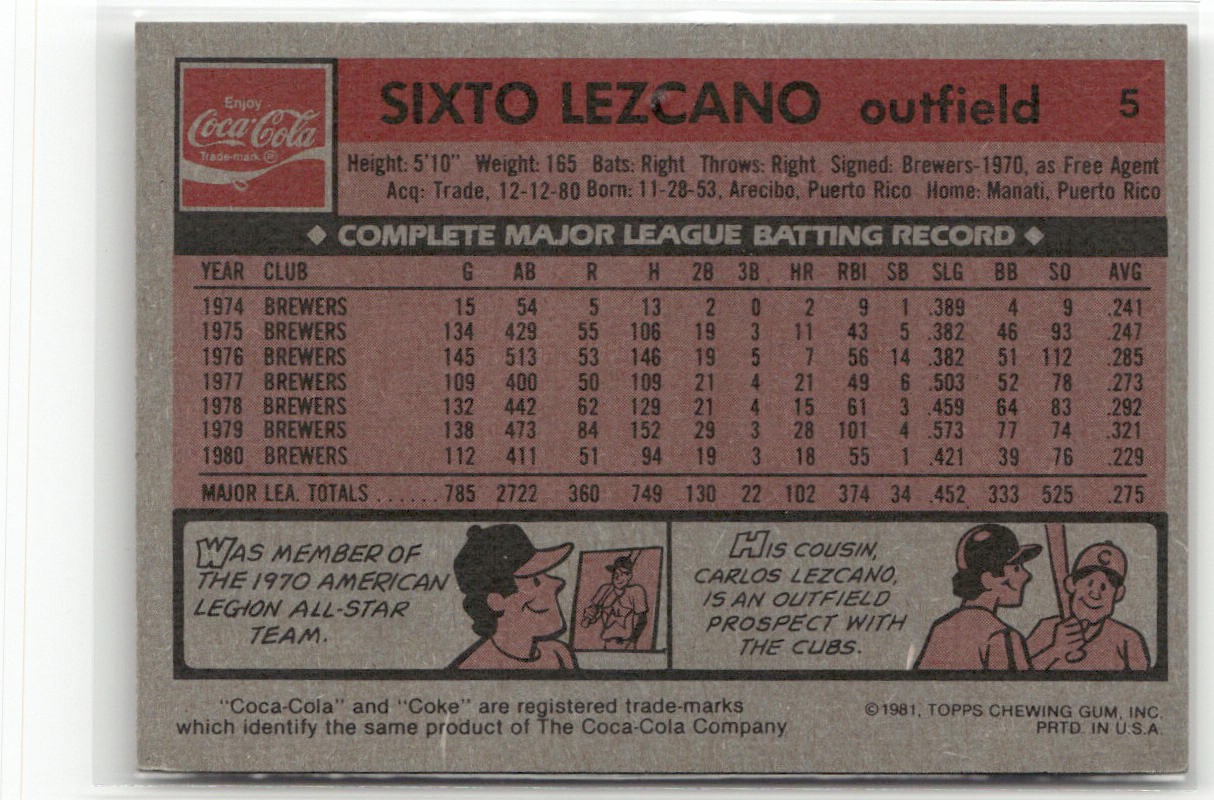 Enjoy
Coca-Cola
Trade-mark ®
SIXTO LEZCANO outfield 5
Height: 5'10" Weight: 165 Bats: Right Throws: Right Signed: Brewers-1970, as Free Agent
Acq: Trade, 12-12-80 Born: 11-28-53, Arecibo, Puerto Rico Home: Manati, Puerto Rico
◆ COMPLETE MAJOR LEAGUE BATTING RECORD ◆
YEAR CLUB G AB R H 2B 3B HR RBI SB SLG BB SO AVG
1974 BREWERS 15 54 5 13 2 0 2 9 1 .389 4 9 .241
1975 BREWERS 134 429 55 106 19 3 11 43 5 .382 46 93 .247
1976 BREWERS 145 513 53 146 19 5 7 56 14 .382 51 112 .285
1977 BREWERS 109 400 50 109 21 4 21 49 6 .503 52 78 .273
1978 BREWERS 132 442 62 129 21 4 15 61 3 .459 64 83 .292
1979 BREWERS 138 473 84 152 29 3 28 101 4 .573 77 74 .321
1980 BREWERS 112 411 51 94 19 3 18 55 1 .421 39 76 .229
MAJOR LEA. TOTALS ...... 785 2722 360 749 130 22 102 374 34 .452 333 525 .275
WAS MEMBER OF
THE 1970 AMERICAN
LEGION ALL-STAR
TEAM.
HIS COUSIN,
CARLOS LEZCANO,
IS AN OUTFIELD
PROSPECT WITH
THE CUBS.
C
"Coca-Cola" and "Coke" are registered trade-marks
which identify the same product of The Coca-Cola Company
©1981, TOPPS CHEWING GUM, INC.
PRTD. IN U.S.A.